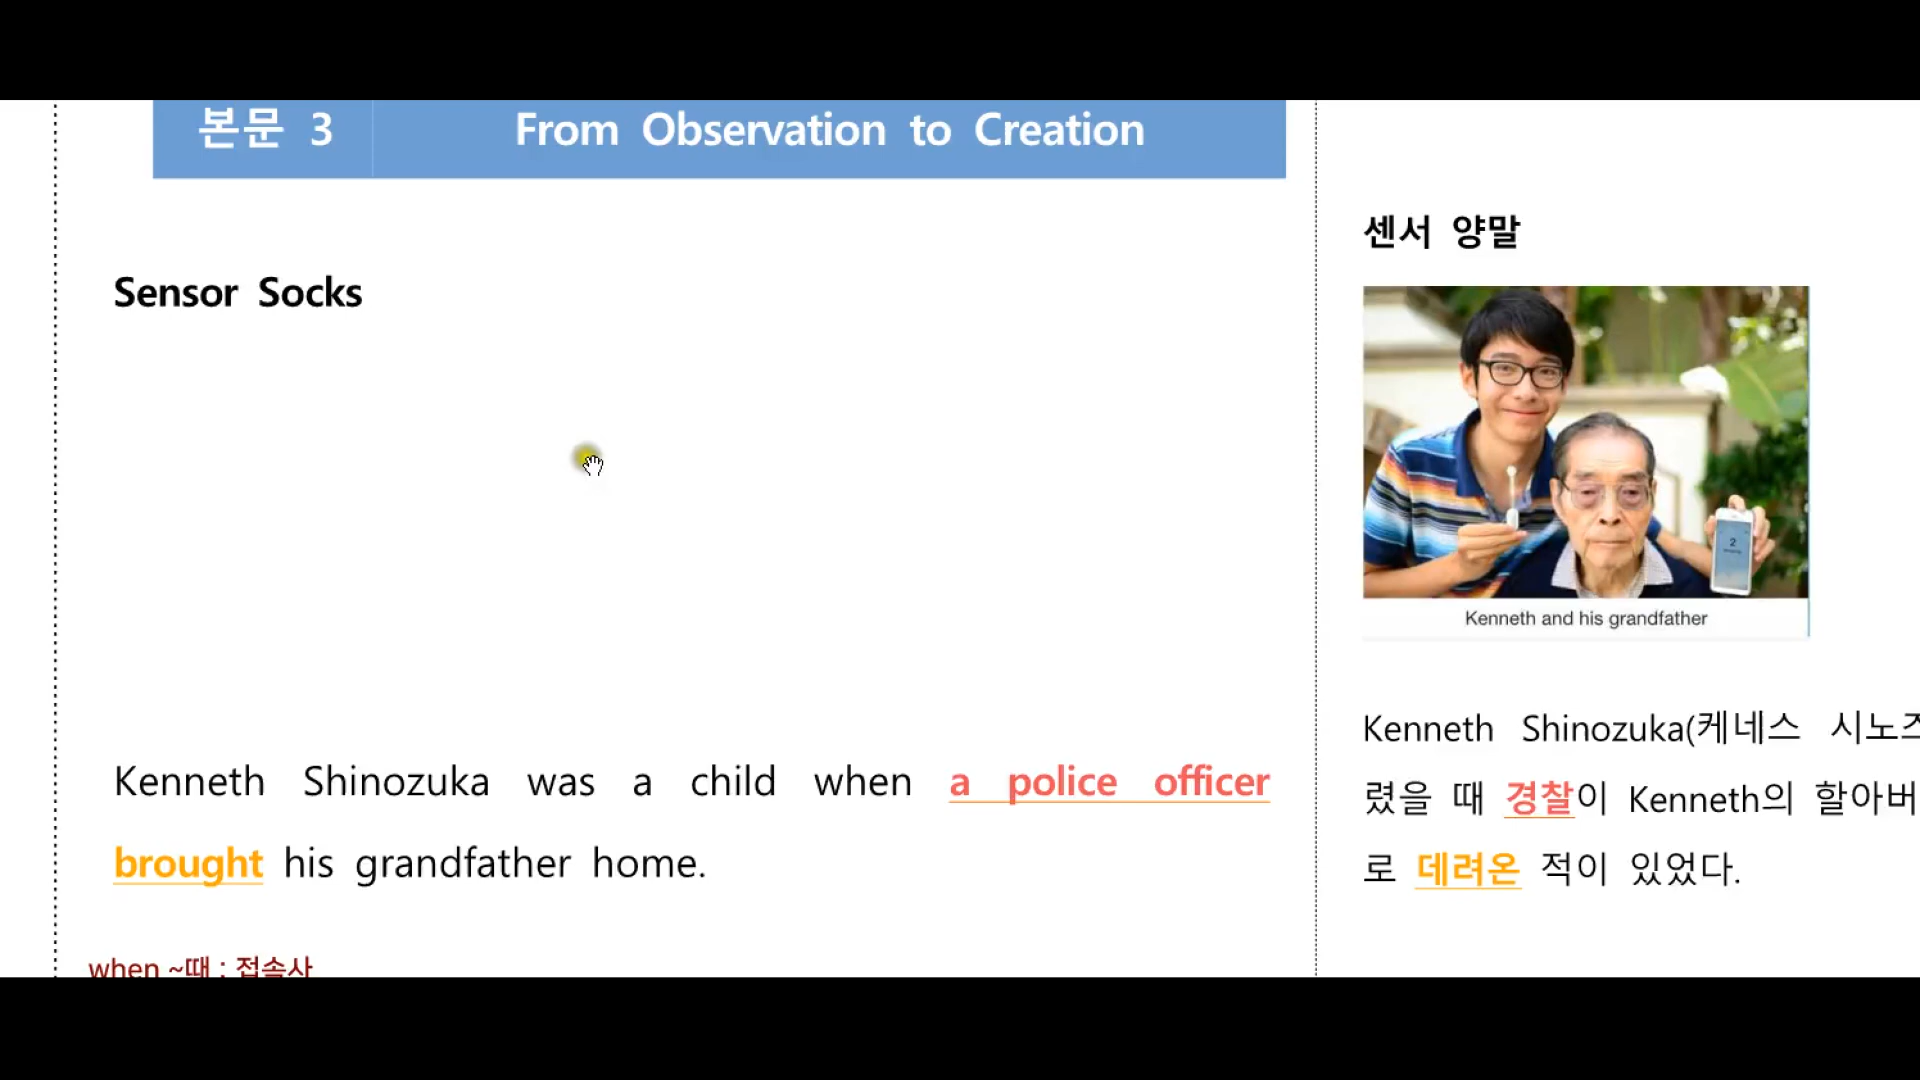 본문 3 From Observation to Creation
Sensor Socks
Kenneth Shinozuka was a child when a police officer
brought his grandfather home.
when ~때 : 접속사
센서 양말
2
Kenneth and his grandfather
Kenneth Shinozuka(케네스 시노즈
렸을 때 경찰이 Kenneth의 할아버
로 데려온 적이 있었다.